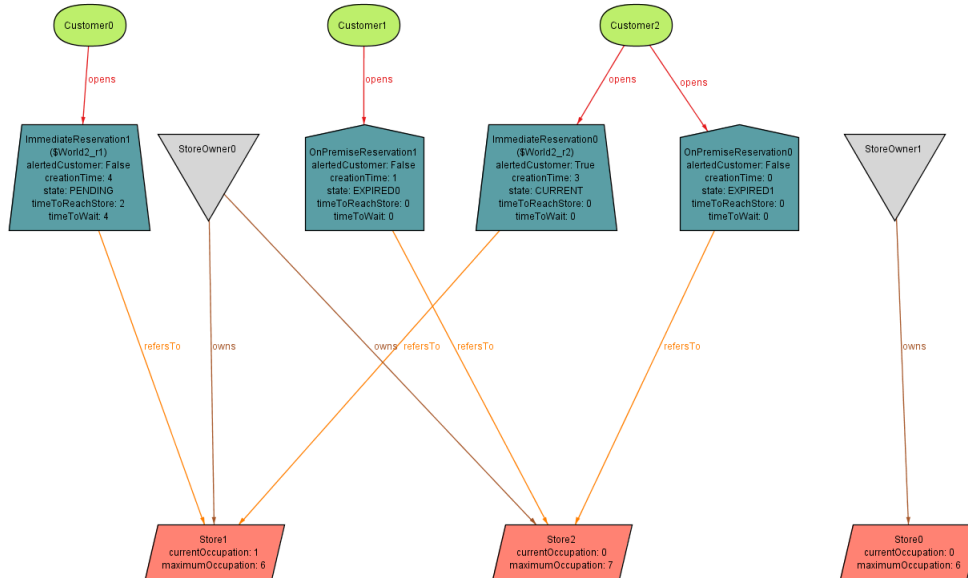 Customer0
Customer1
Customer2
opens
opens
opens
opens
ImmediateReservation1
($World2_r1)
alertedCustomer: False
creationTime: 4
state: PENDING
timeToReachStore: 2
timeToWait: 4
StoreOwner0
OnPremiseReservation1
alertedCustomer: False
creationTime: 1
state: EXPIRED0
timeToReachStore: 0
timeToWait: 0
ImmediateReservation0
($World2_r2)
alertedCustomer: True
creationTime: 3
state: CURRENT
timeToReachStore: 0
timeToWait: 0
OnPremiseReservation0
alertedCustomer: False
creationTime: 0
state: EXPIRED1
timeToReachStore: 0
timeToWait: 0
StoreOwner1
refersTo
owns
owns
refersTo
refersTo
refersTo
owns
Store1
currentOccupation: 1
maximumOccupation: 6
Store2
currentOccupation: 0
maximumOccupation: 7
Store0
currentOccupation: 0
maximumOccupation: 6